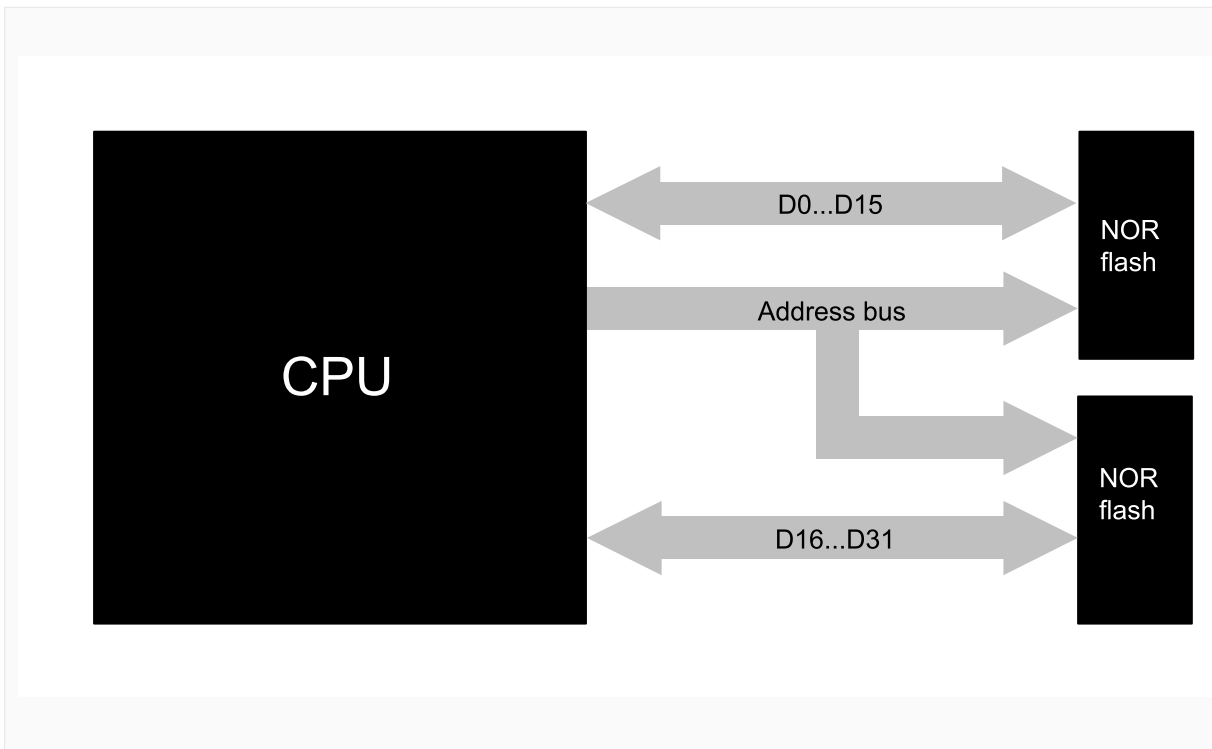 D0...D15
NOR
flash
Address bus
CPU
NOR
flash
D16...D31